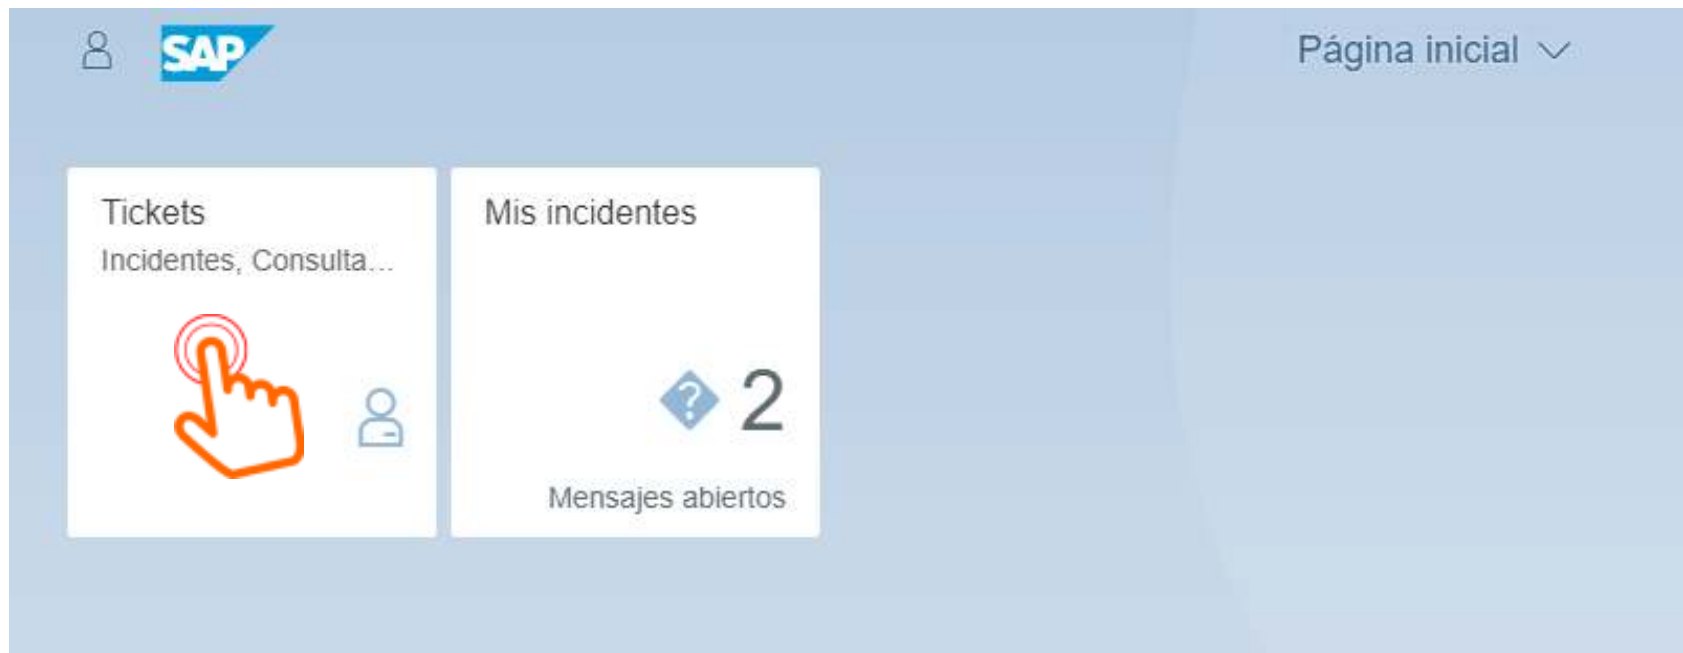 SAP
Página inicial
Tickets
Incidentes, Consulta...
Mis incidentes
? 2
Mensajes abiertos